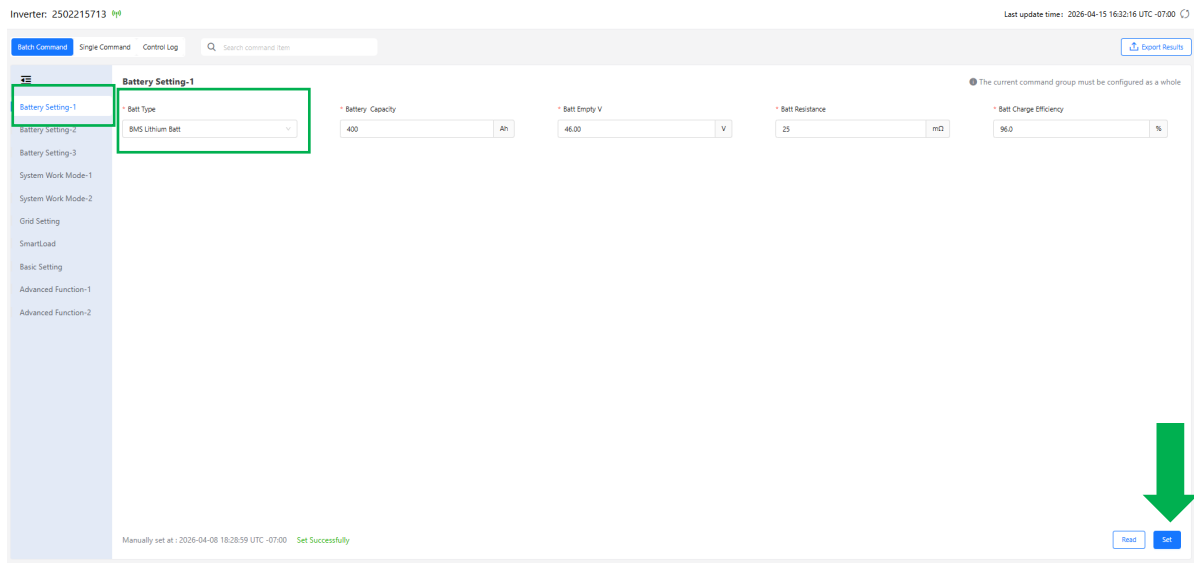 Inverter: 2502215713
Last update time: 2026-04-15 16:32:16 UTC -07:00
Batch Command Single Command Control Log Search command item
Export Results
Battery Setting-1
Battery Setting-2
Battery Setting-3
System Work Mode-1
System Work Mode-2
Grid Setting
SmartLoad
Basic Setting
Advanced Function-1
Advanced Function-2
Battery Setting-1
The current command group must be configured as a whole
* Batt Type
BMS Lithium Batt
* Battery Capacity
400 Ah
* Batt Empty V
46.00 V
* Batt Resistance
25 mΩ
* Batt Charge Efficiency
96.0 %
Manually set at : 2026-04-08 18:28:59 UTC -07:00 Set Successfully
Read Set